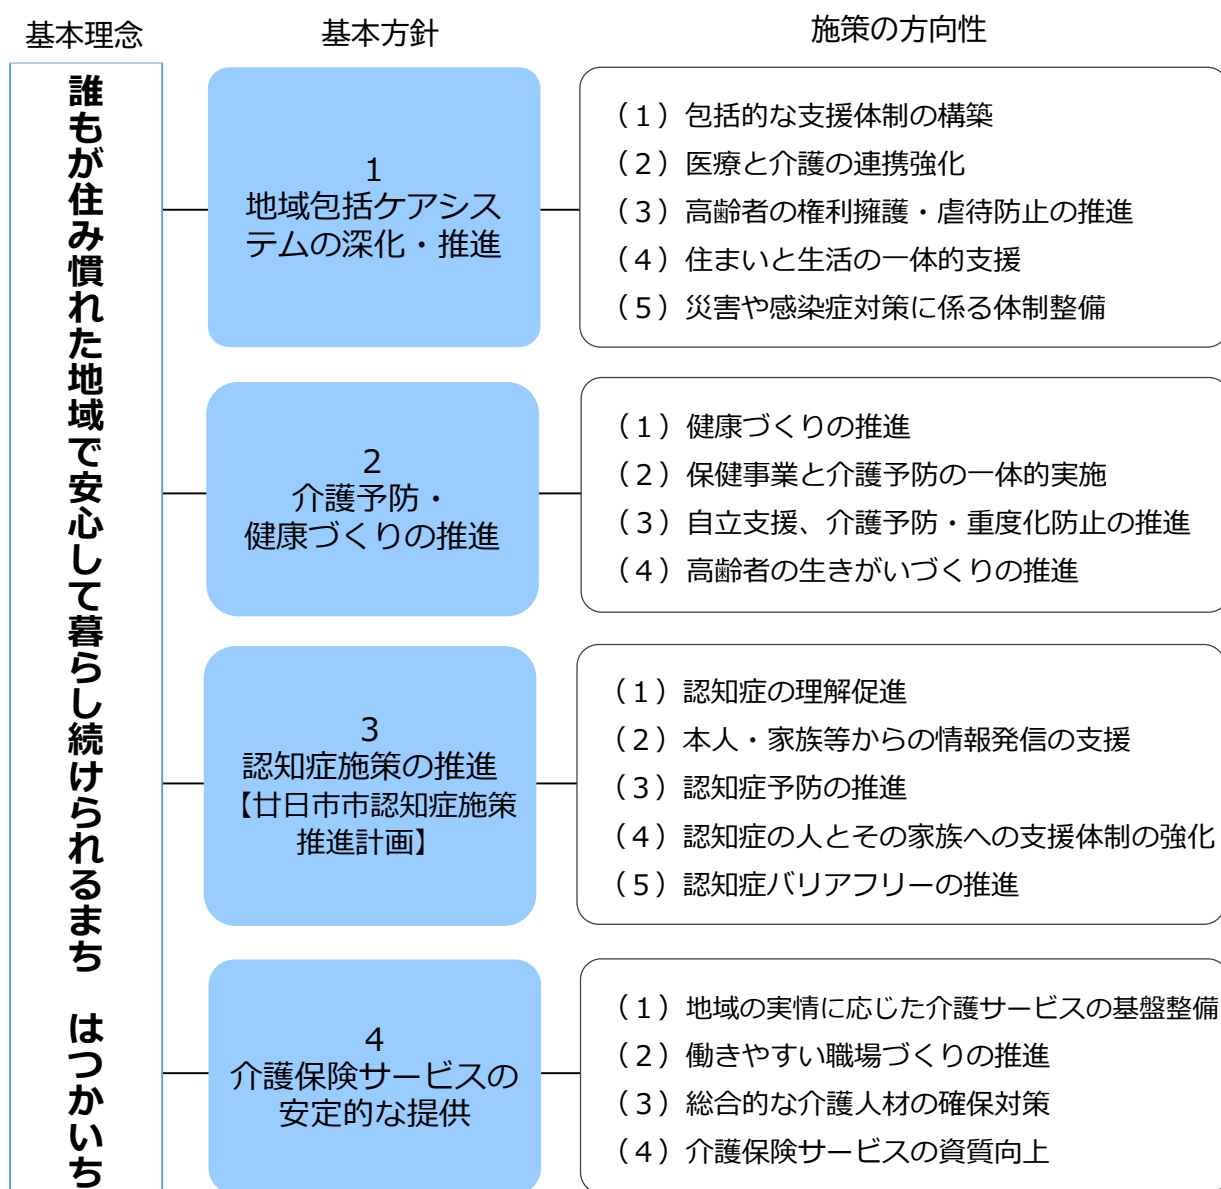 基本理念
基本方針
施策の方向性
誰もが住み慣れた地域で安心して暮らし続けられるまち　はつかいち
1
地域包括ケアシス
テムの深化・推進
（１）包括的な支援体制の構築
（２）医療と介護の連携強化
（３）高齢者の権利擁護・虐待防止の推進
（４）住まいと生活の一体的支援
（５）災害や感染症対策に係る体制整備
2
介護予防・
健康づくりの推進
（１）健康づくりの推進
（２）保健事業と介護予防の一体的実施
（３）自立支援、介護予防・重度化防止の推進
（４）高齢者の生きがいづくりの推進
3
認知症施策の推進
【廿日市市認知症施策
推進計画】
（１）認知症の理解促進
（２）本人・家族等からの情報発信の支援
（３）認知症予防の推進
（４）認知症の人とその家族への支援体制の強化
（５）認知症バリアフリーの推進
4
介護保険サービスの
安定的な提供
（１）地域の実情に応じた介護サービスの基盤整備
（２）働きやすい職場づくりの推進
（３）総合的な介護人材の確保対策
（４）介護保険サービスの資質向上